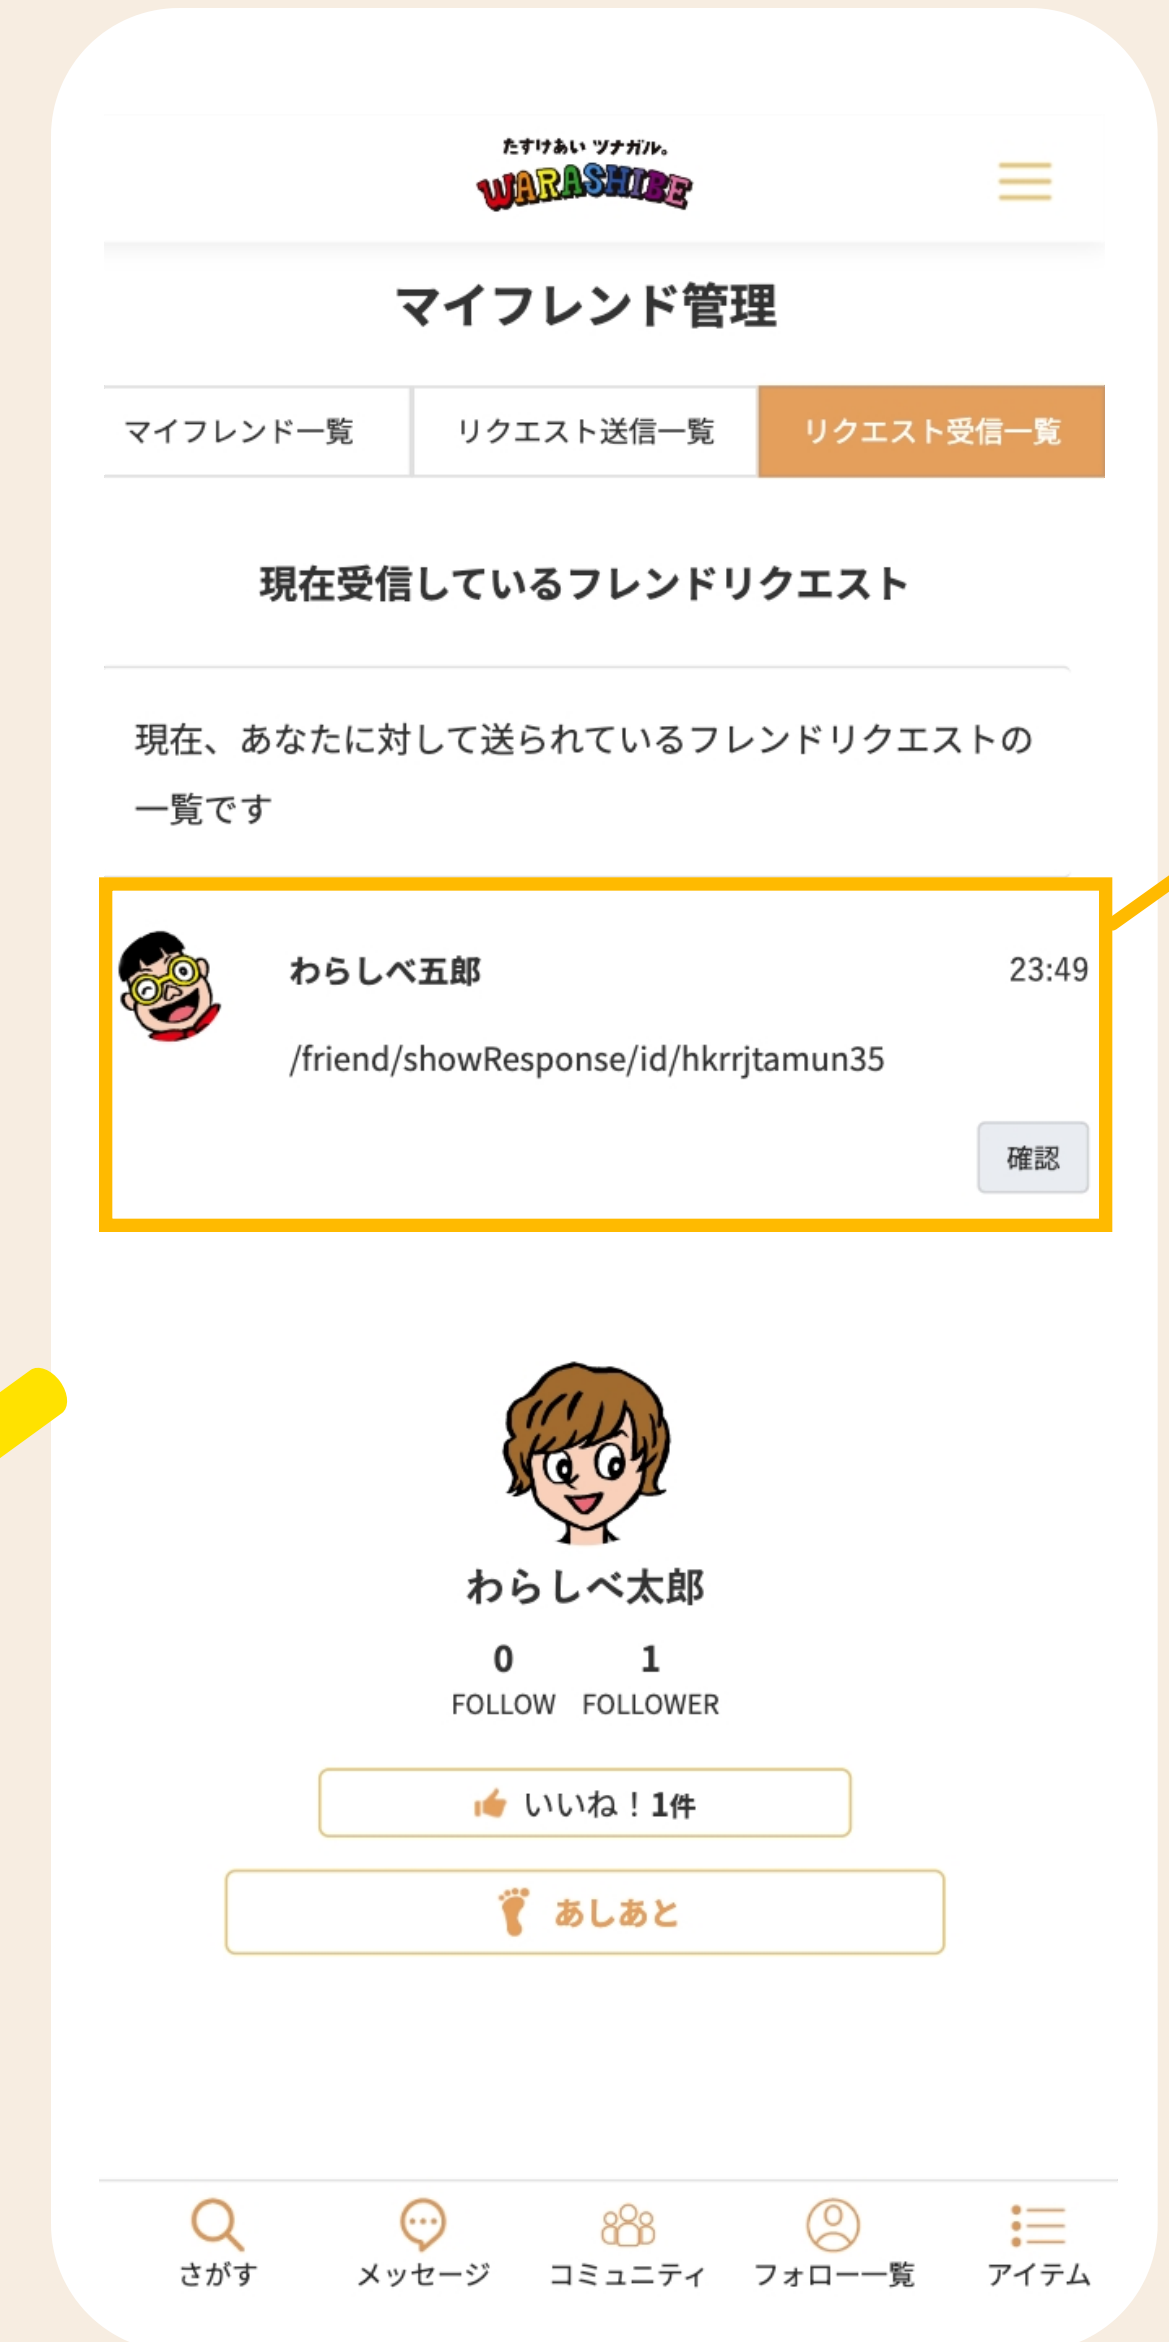 たすけあい ツナガル。
WARASHIBE
マイフレンド管理
マイフレンド一覧
リクエスト送信一覧
リクエスト受信一覧
現在受信しているフレンドリクエスト
現在、あなたに対して送られているフレンドリクエストの
一覧です
わらしべ五郎
23:49
/friend/showResponse/id/hkrrjtamun35
確認
わらしべ太郎
0 1
FOLLOW FOLLOWER
いいね！1件
あしあと
さがす
メッセージ
コミュニティ
フォロー一覧
アイテム